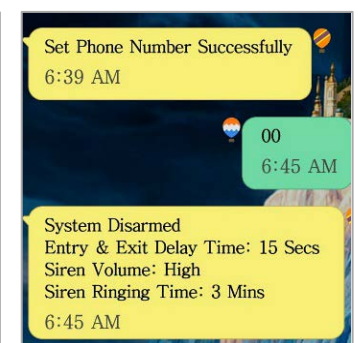 Set Phone Number Successfully
6:39 AM
00
6:45 AM
System Disarmed
Entry & Exit Delay Time: 15 Secs
Siren Volume: High
Siren Ringing Time: 3 Mins
6:45 AM